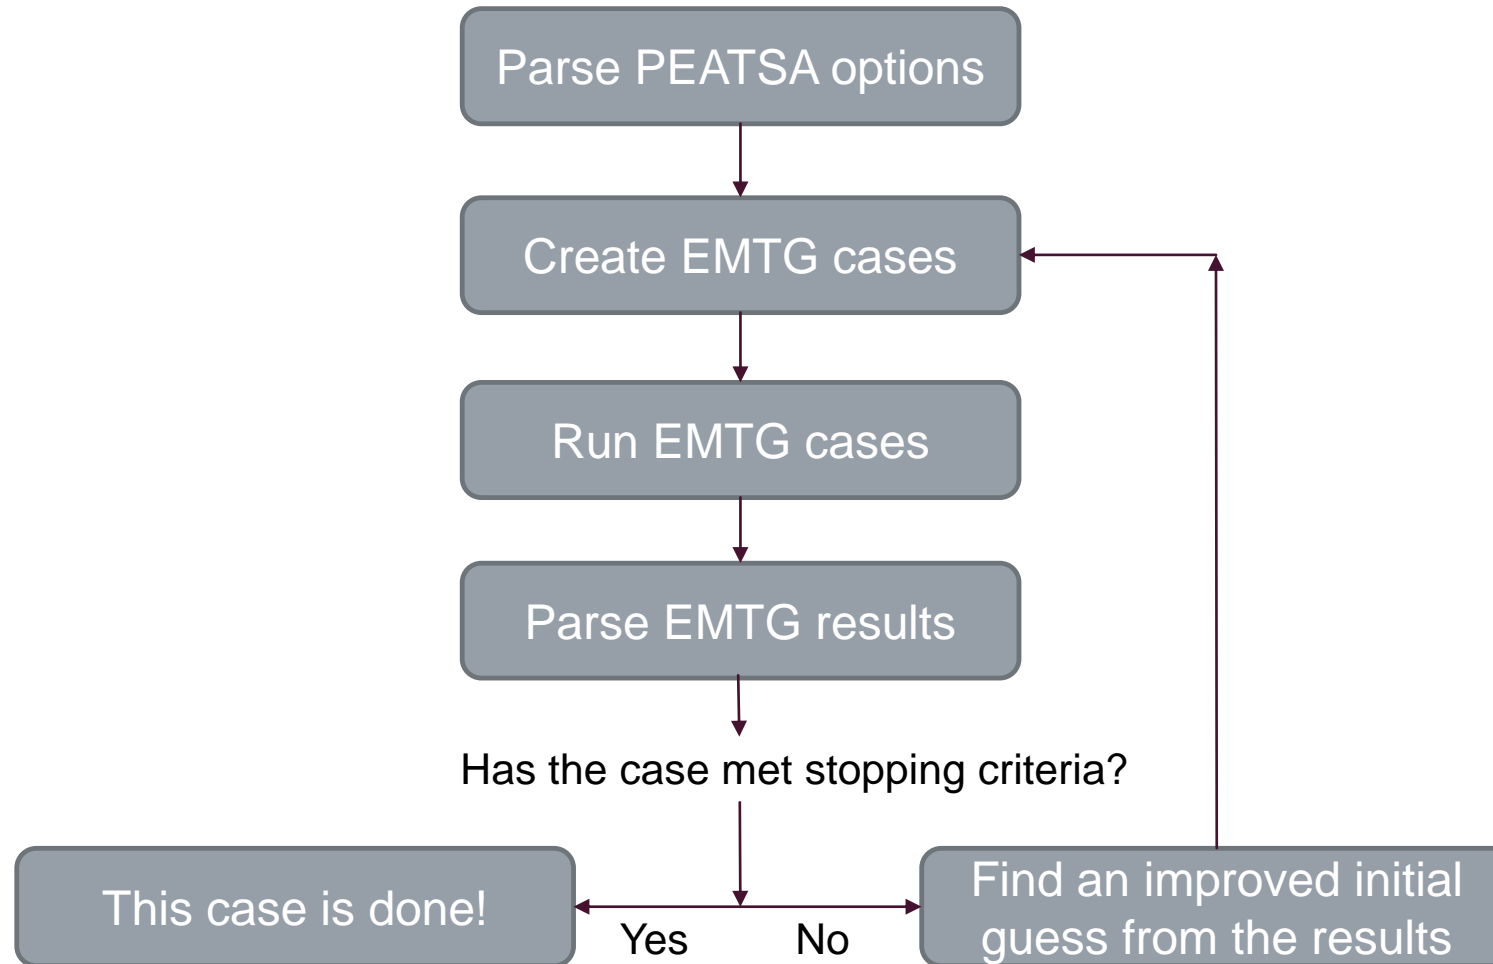 Parse PEATSA options
Create EMTG cases
Run EMTG cases
Parse EMTG results
Has the case met stopping criteria?
This case is done!
Yes
No
Find an improved initial
guess from the results